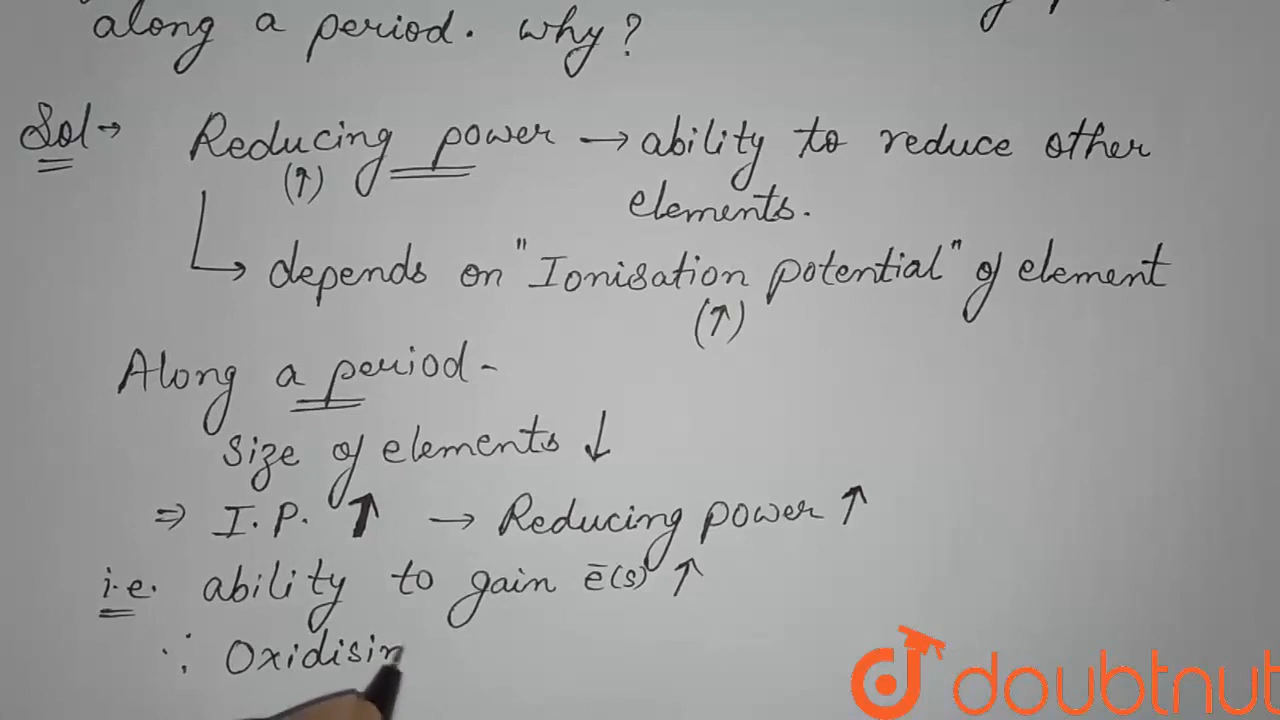 along a period. why?
Sol → Reducing power → ability to reduce other
(↑)
elements.
↳ depends on "Ionisation potential" of element
(↑)
Along a period -
Size of elements ↓
⇒ I.P. ↑ → Reducing power ↑
i.e. ability to gain ē(s) ↑
∴ Oxidisin
doubtnut